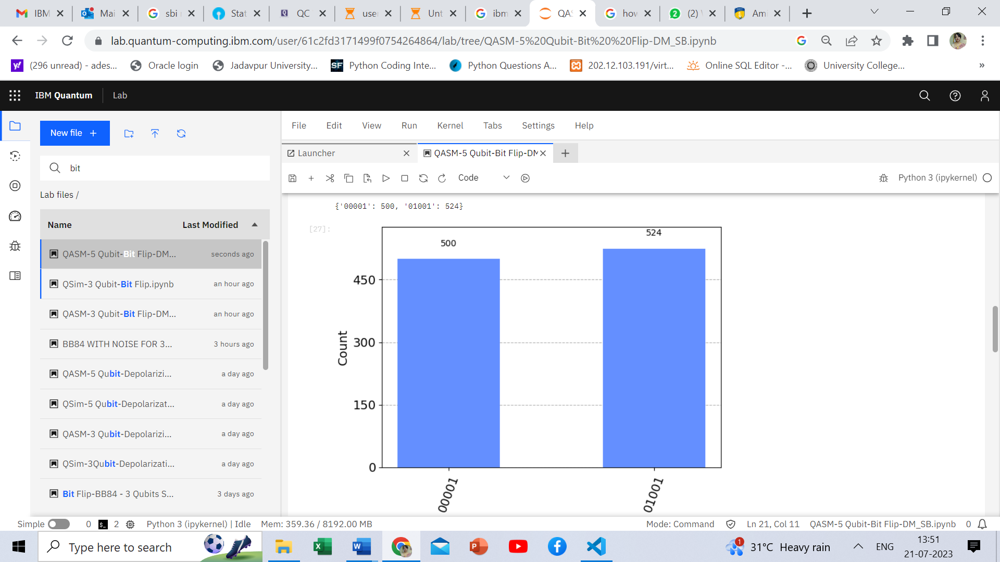 IBM
Mai
sbi
Stat
QC
user
Unt
ibm
QAS
how
(2)
Ami
lab.quantum-computing.ibm.com/user/61c2fd3171499f0754264864/lab/tree/QASM-5%20Qubit-Bit%20%20Flip-DM_SB.ipynb
(296 unread) - ades...
Oracle login
Jadavpur University...
SF
Python Coding Inte...
Python Questions A...
202.12.103.191/virt...
Online SQL Editor -...
University College...
»
IBM Quantum
Lab
New file +
bit
Lab files /
Name Last Modified
QASM-5 Qubit-Bit Flip-DM... seconds ago
QSim-3 Qubit-Bit Flip.ipynb an hour ago
QASM-3 Qubit-Bit Flip-DM... an hour ago
BB84 WITH NOISE FOR 3... 3 hours ago
QASM-5 Qubit-Depolarizi... a day ago
QSim-5 Qubit-Depolarizat... a day ago
QASM-3 Qubit-Depolarizi... a day ago
QSim-3Qubit-Depolarizati... a day ago
Bit Flip-BB84 - 3 Qubits S... 3 days ago
File Edit View Run Kernel Tabs Settings Help
Launcher
QASM-5 Qubit-Bit Flip-DM
Code
Python 3 (ipykernel)
{'00001': 500, '01001': 524}
[27]:
500
524
450
300
150
0
Count
00001
01001
Simple 0 2 Python 3 (ipykernel) | Idle Mem: 359.36 / 8192.00 MB
Mode: Command Ln 21, Col 11 QASM-5 Qubit-Bit Flip-DM_SB.ipynb 0
Type here to search
1
31°C Heavy rain
ENG
13:51
21-07-2023